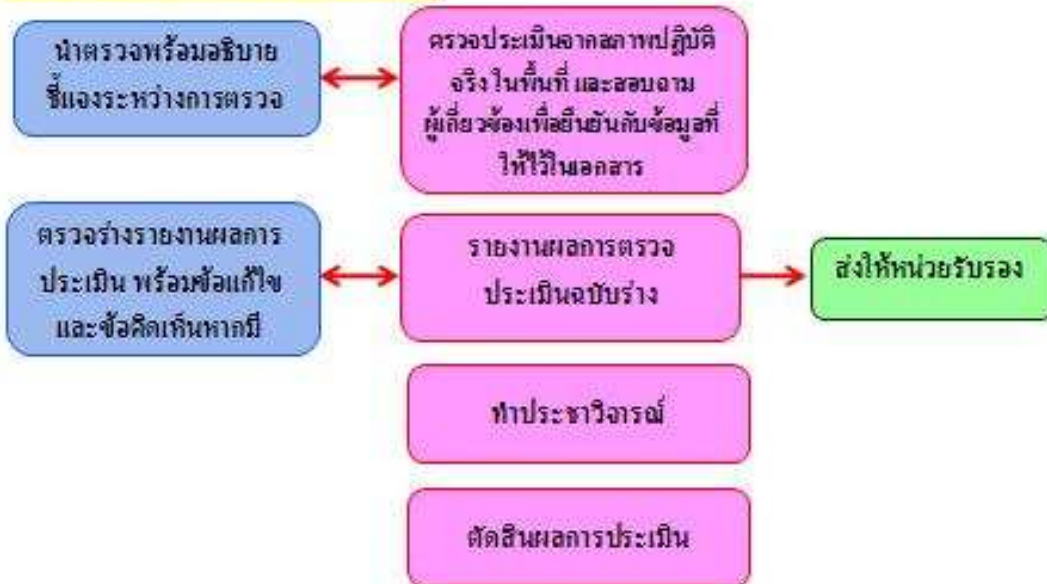 นำตรวจพร้อมอธิบาย
ชี้แจงระหว่างการตรวจ
ตรวจประเมินจากสภาพปฏิบัติ
จริง ในพื้นที่ และสอบถาม
ผู้เกี่ยวข้องเพื่อยืนยันกับข้อมูลที่
ให้ไว้ในเอกสาร
ตรวจร่างรายงานผลการ
ประเมิน พร้อมข้อแก้ไข
และข้อคิดเห็นหากมี
รายงานผลการตรวจ
ประเมินฉบับร่าง
ส่งให้หน่วยรับรอง
ทำประชาวิจารณ์
ตัดสินผลการประเมิน